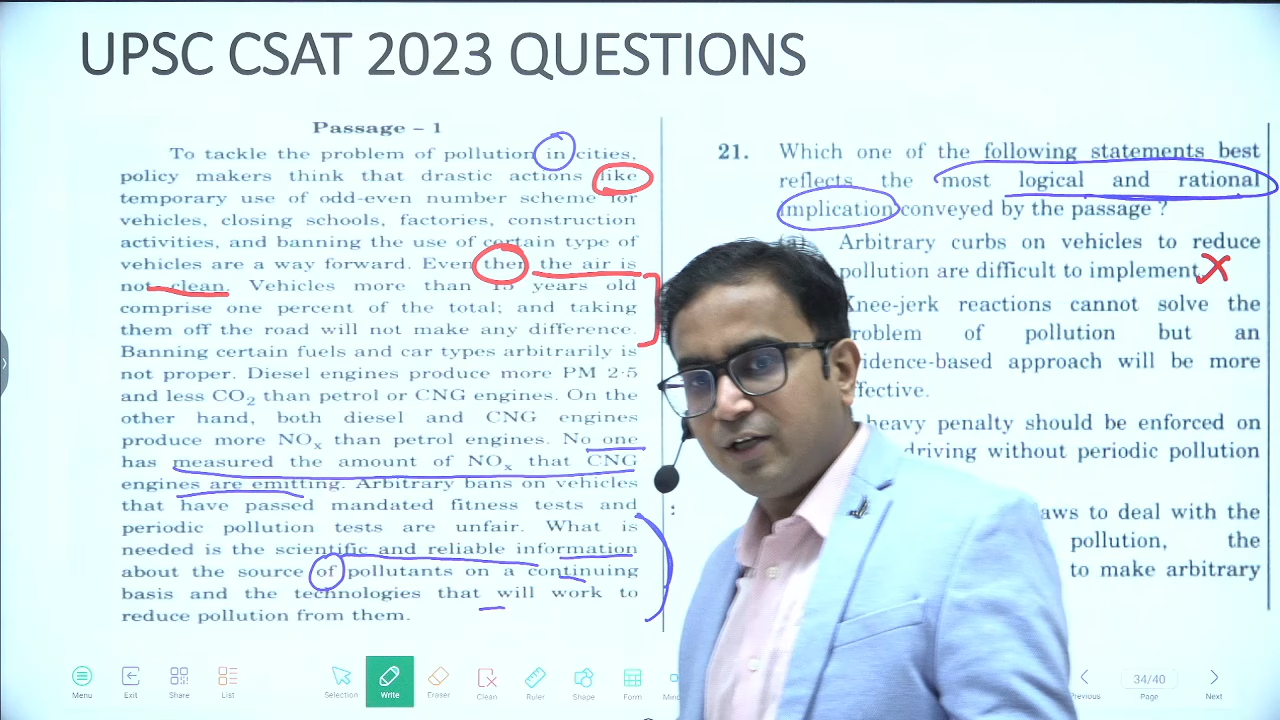 UPSC CSAT 2023 QUESTIONS
Passage – 1
To tackle the problem of pollution in cities,
policy makers think that drastic actions like
temporary use of odd-even number scheme for
vehicles, closing schools, factories, construction
activities, and banning the use of certain type of
vehicles are a way forward. Even then the air is
not clean. Vehicles more than 15 years old
comprise one percent of the total; and taking
them off the road will not make any difference.
Banning certain fuels and car types arbitrarily is
not proper. Diesel engines produce more PM 2·5
and less CO₂ than petrol or CNG engines. On the
other hand, both diesel and CNG engines
produce more NOₓ than petrol engines. No one
has measured the amount of NOₓ that CNG
engines are emitting. Arbitrary bans on vehicles
that have passed mandated fitness tests and
periodic pollution tests are unfair. What is
needed is the scientific and reliable information
about the source of pollutants on a continuing
basis and the technologies that will work to
reduce pollution from them.
21. Which one of the following statements best
reflects the most logical and rational
implication conveyed by the passage ?
(a) Arbitrary curbs on vehicles to reduce
pollution are difficult to implement.
Knee-jerk reactions cannot solve the
problem of pollution but an
evidence-based approach will be more
effective.
heavy penalty should be enforced on
driving without periodic pollution
laws to deal with the
pollution, the
to make arbitrary
Menu
Exit
Share
List
Selection
Write
Eraser
Clean
Ruler
Shape
Form
34/40
Page
Previous
Next